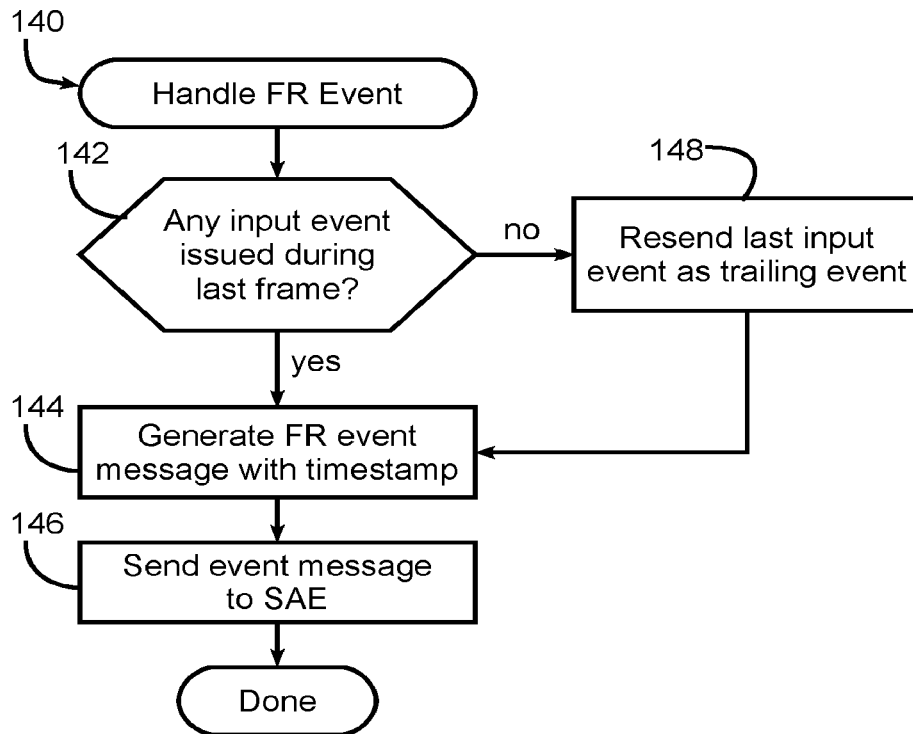 140
Handle FR Event
142
Any input event
issued during
last frame?
no
148
Resend last input
event as trailing event
yes
144
Generate FR event
message with timestamp
146
Send event message
to SAE
Done